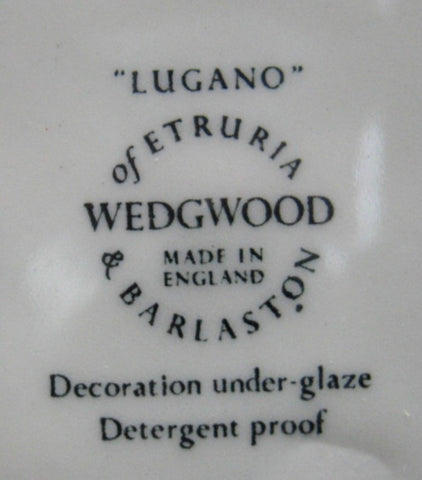 "LUGANO"
of ETRURIA
WEDGWOOD
MADE IN
ENGLAND
& BARLASTON
Decoration under-glaze
Detergent proof